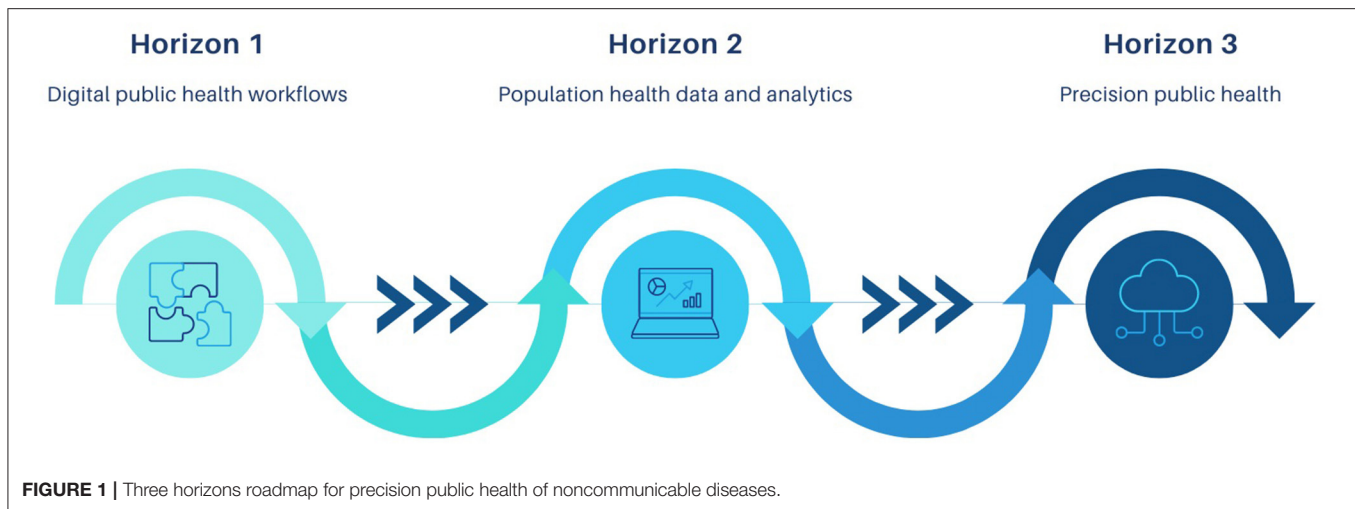 Horizon 1
Digital public health workflows
Horizon 2
Population health data and analytics
Horizon 3
Precision public health
FIGURE 1 | Three horizons roadmap for precision public health of noncommunicable diseases.